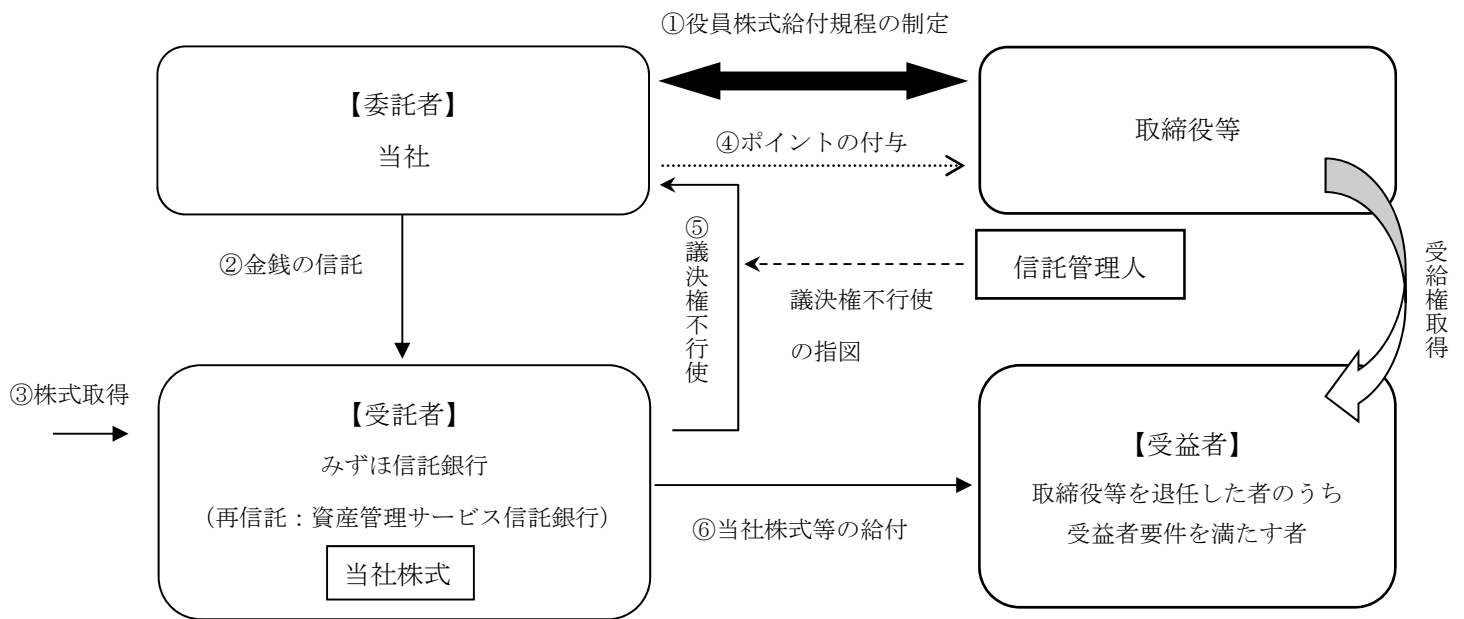 ①役員株式給付規程の制定
【委託者】
当社
取締役等
④ポイントの付与
②金銭の信託
⑤議決権不行使
議決権不行使
の指図
信託管理人
受給権取得
③株式取得
【受託者】
みずほ信託銀行
（再信託：資産管理サービス信託銀行）
当社株式
⑥当社株式等の給付
【受益者】
取締役等を退任した者のうち
受益者要件を満たす者